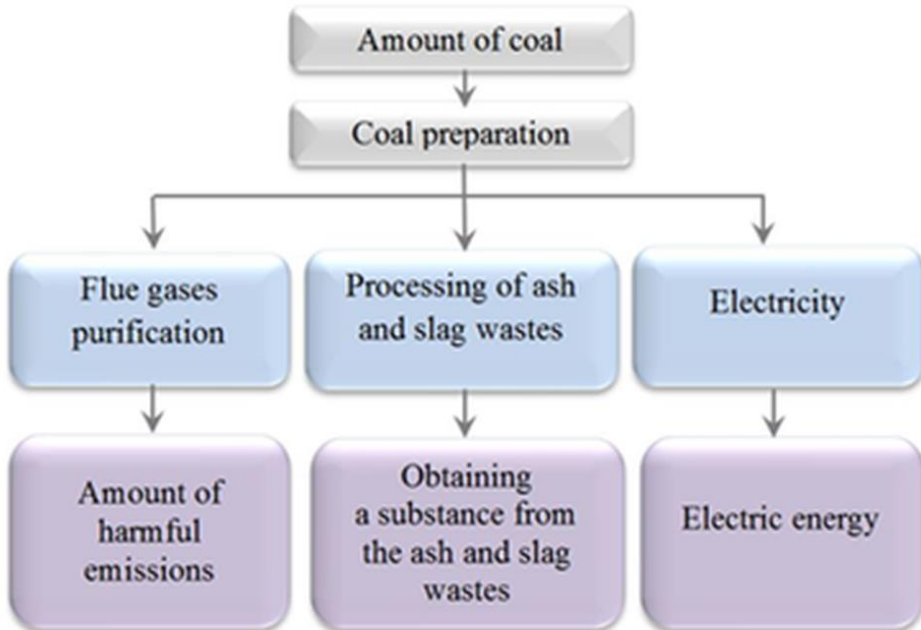 Amount of coal
Coal preparation
Flue gases
purification
Processing of ash
and slag wastes
Electricity
Amount of
harmful
emissions
Obtaining
a substance from
the ash and slag
wastes
Electric energy